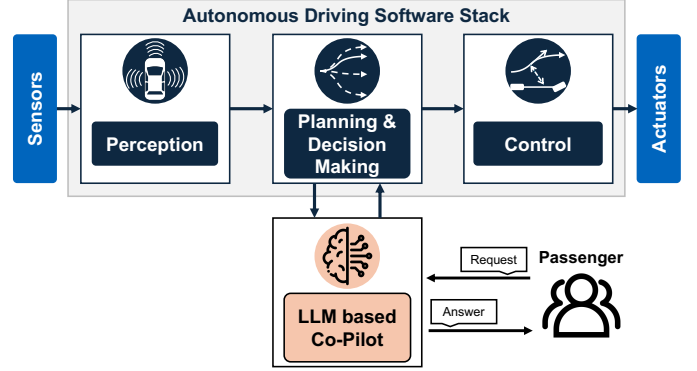 Autonomous Driving Software Stack
Sensors
Perception
Planning &
Decision
Making
Control
Actuators
LLM based
Co-Pilot
Request
Passenger
Answer